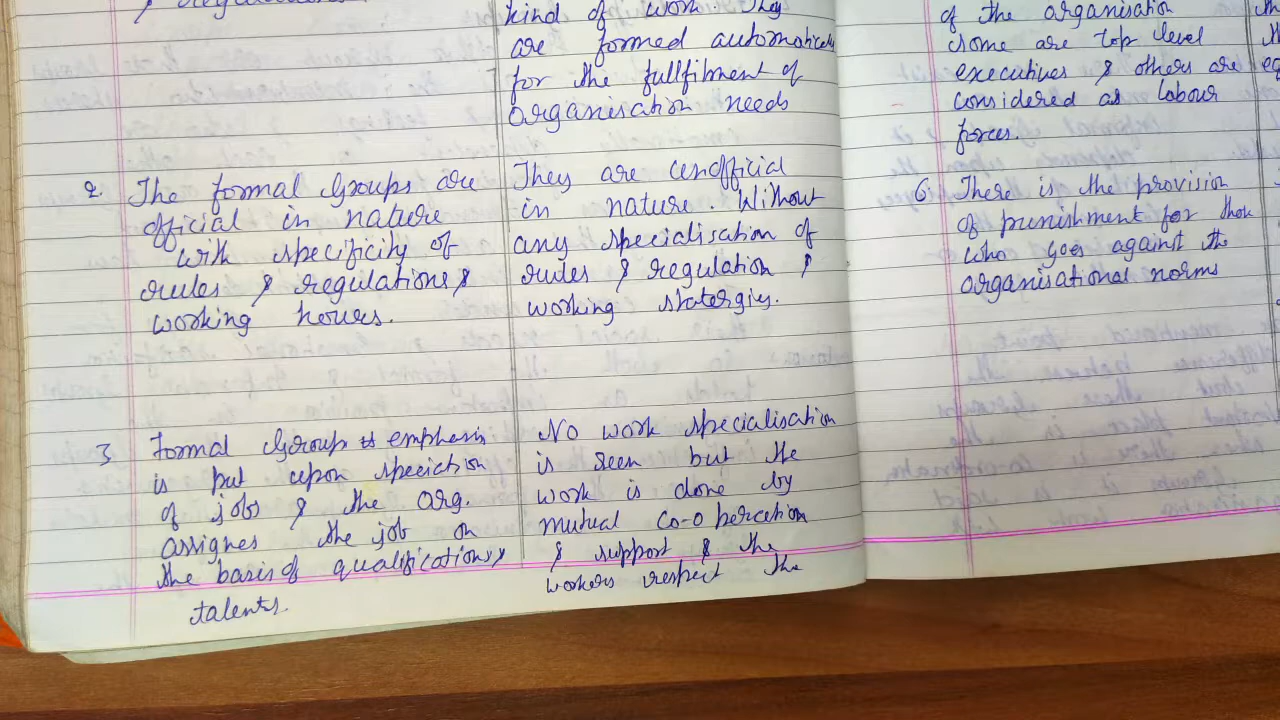 & regulations.
kind of work. They
are formed automatically
for the fullfilment of
organisation needs
2. The formal Groups are
official in nature
with specificity of
rules & regulations &
working hours.
They are unofficial
in nature. Without
any specialisation of
rules & regulation &
working statergies.
3 Formal Group emphasis
is put upon
of jobs & the org.
assignes the job on
the basis of qualifications &
talents.
No work specialisation
is seen but the
work is done by
mutual Co-opercetion
& support & the
workers respect the
of the organisation
some are top level
executives & others are
considered as labour
forces.
6. There is the provision
of punishment for those
who goes against the
organisational norms